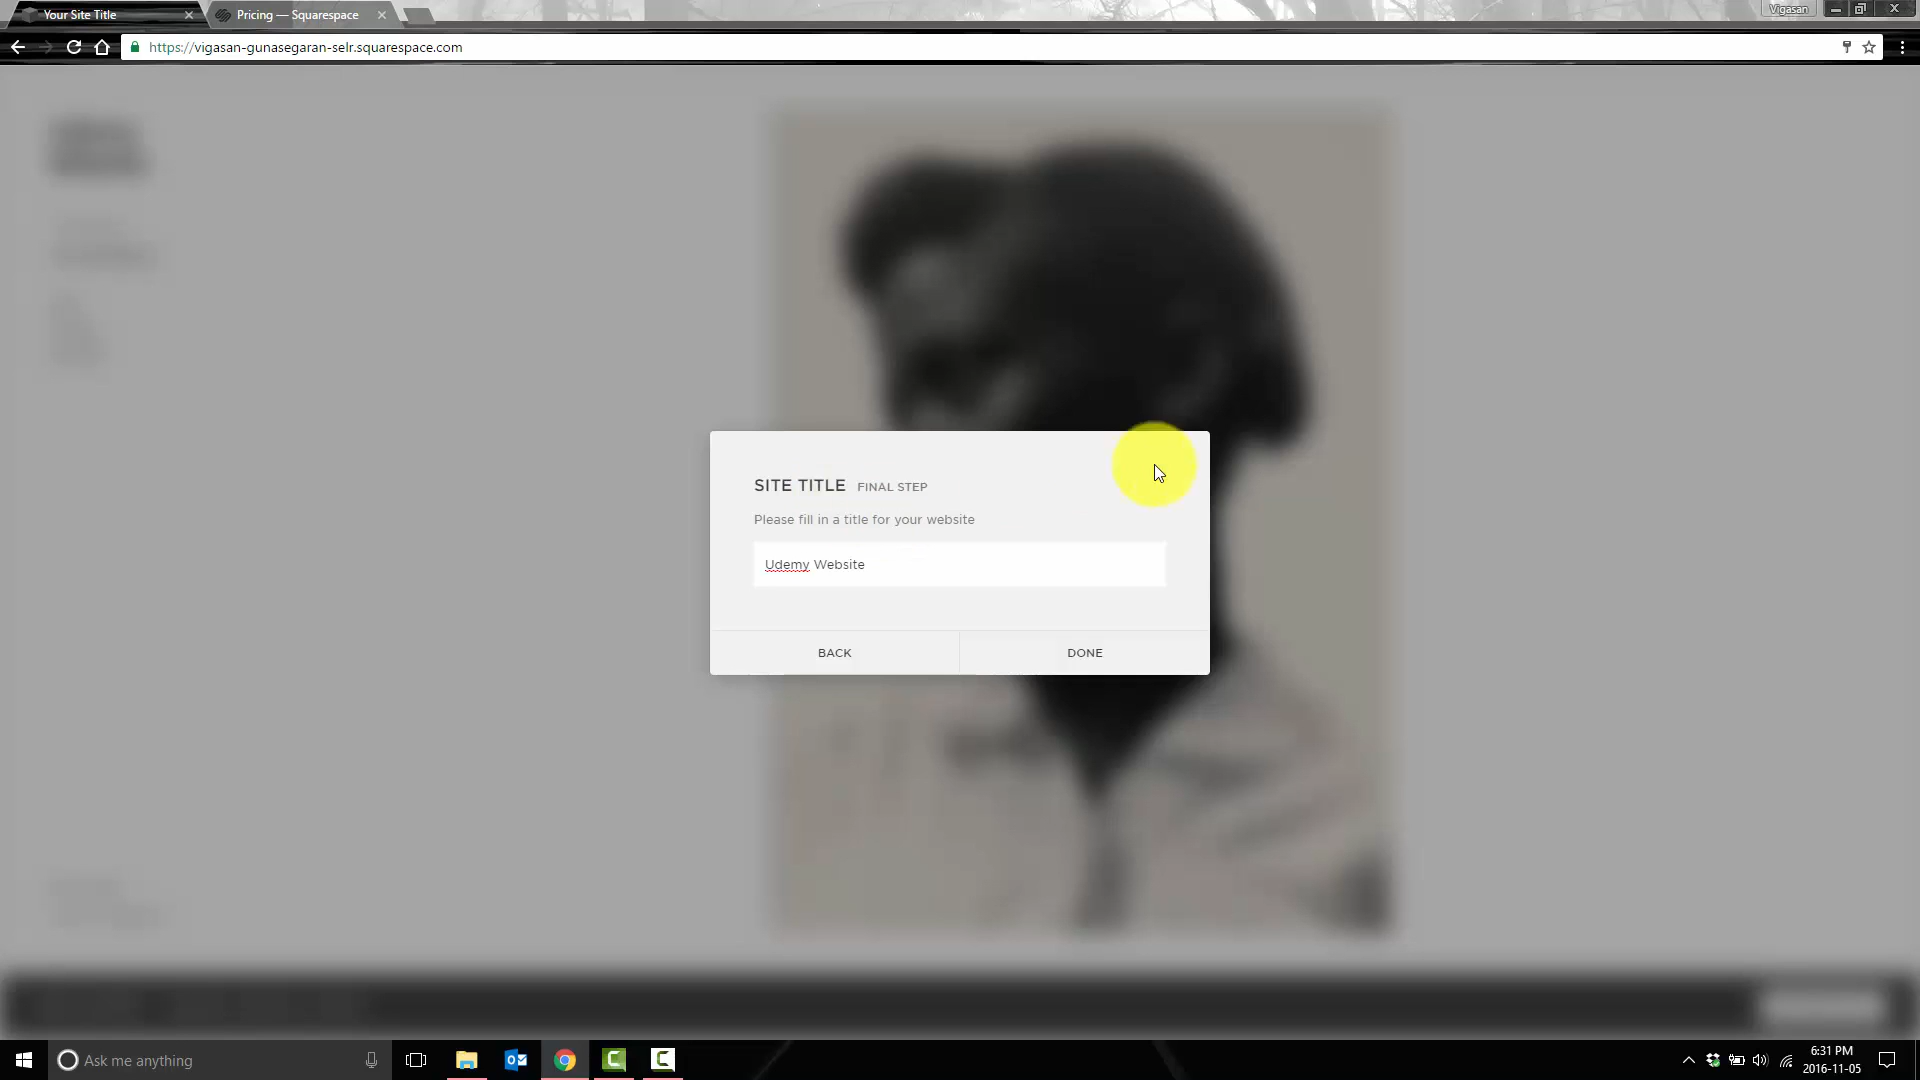 Your Site Title
Pricing — Squarespace
Vigasan
https://vigasan-gunasegaran-selr.squarespace.com
SITE TITLE FINAL STEP
Please fill in a title for your website
Udemy Website
BACK
DONE
Ask me anything
6:31 PM
2016-11-05